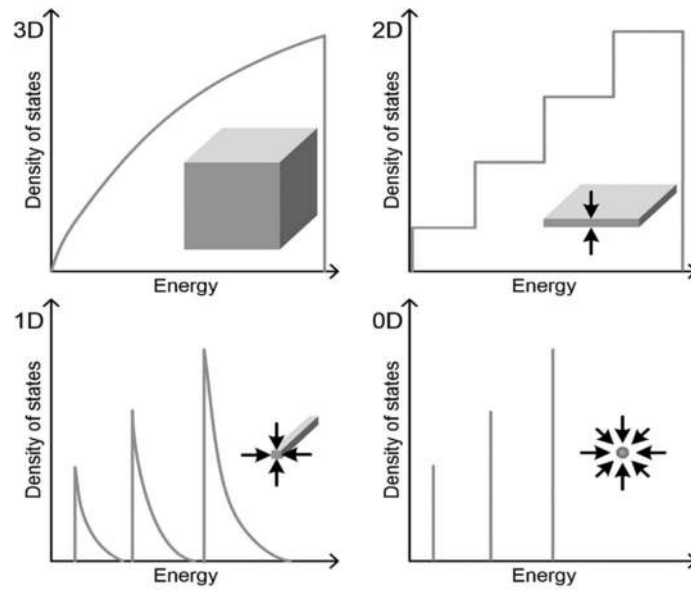 3D
Density of states
Energy
2D
Density of states
Energy
1D
Density of states
Energy
0D
Density of states
Energy